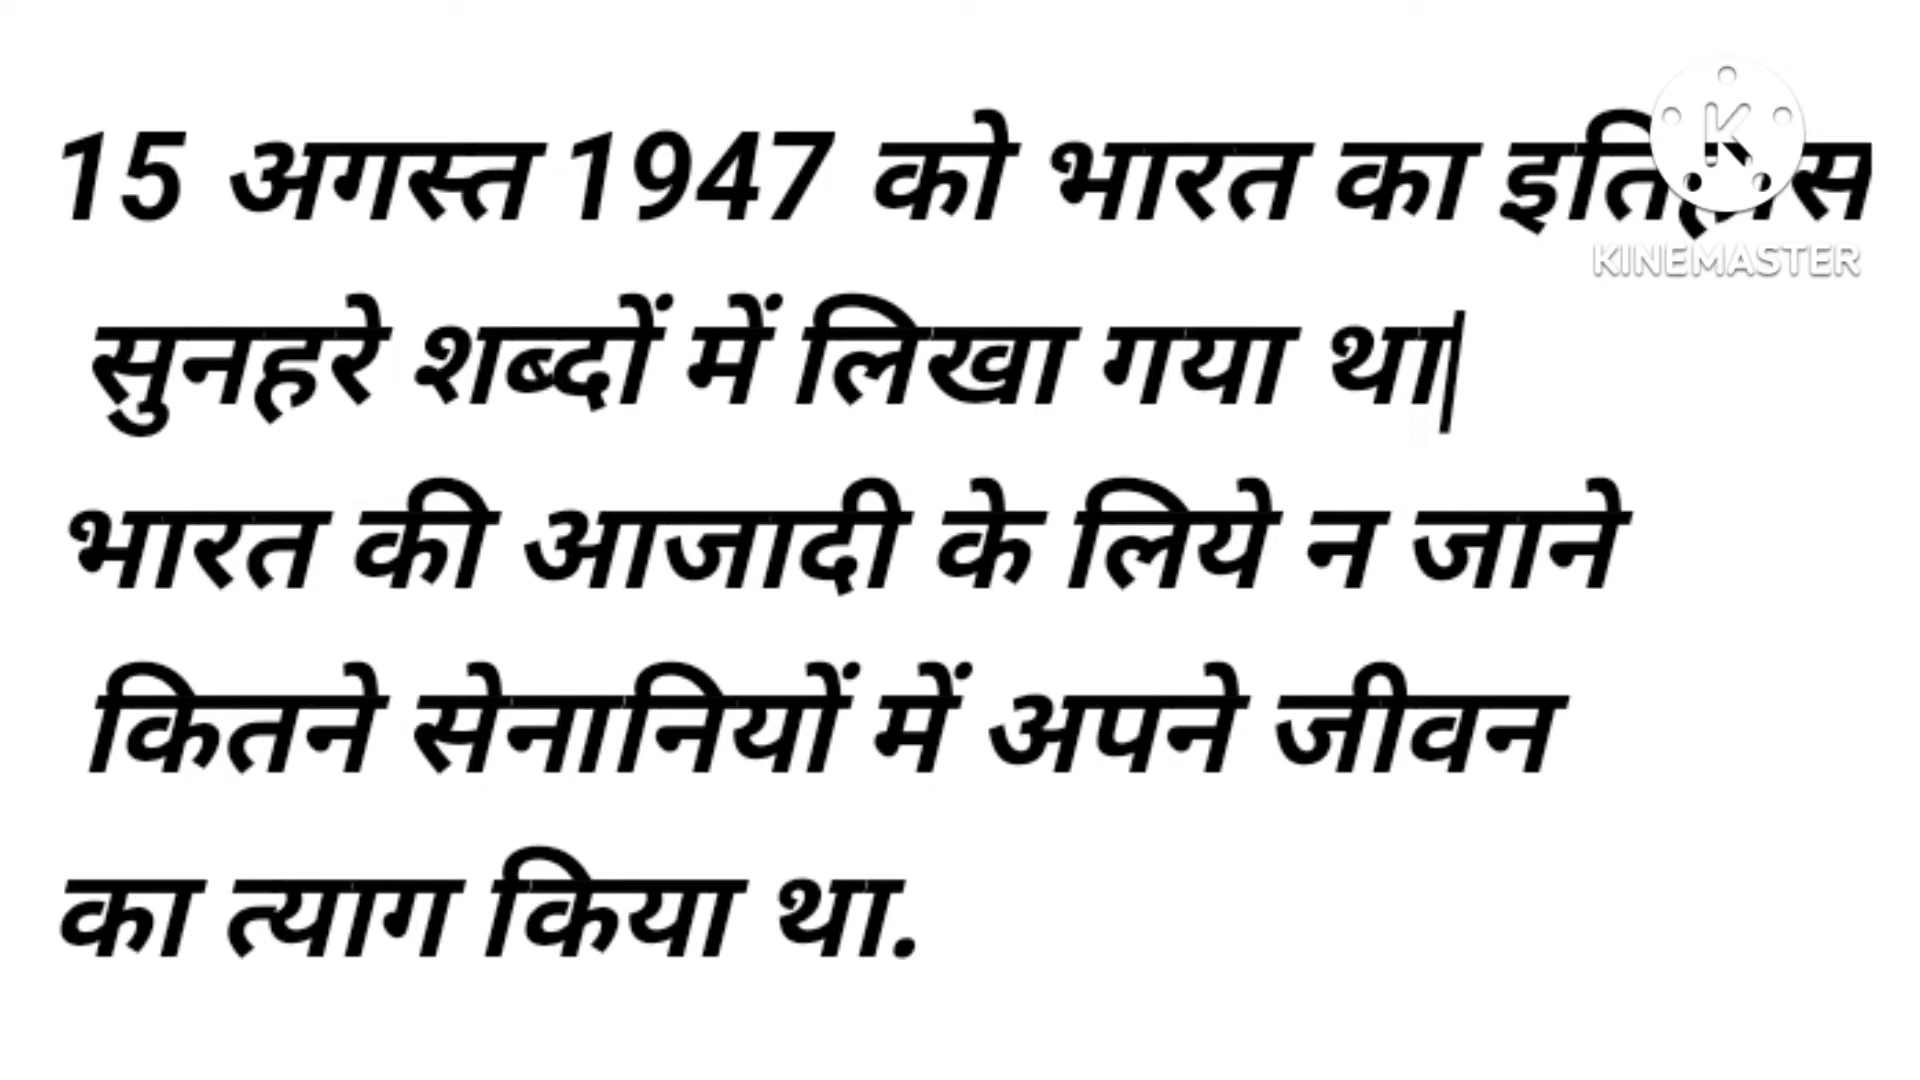 15 अगस्त 1947 को भारत का इतिहास
सुनहरे शब्दों में लिखा गया था|
भारत की आजादी के लिये न जाने
कितने सेनानियों में अपने जीवन
का त्याग किया था.
K
KINEMASTER